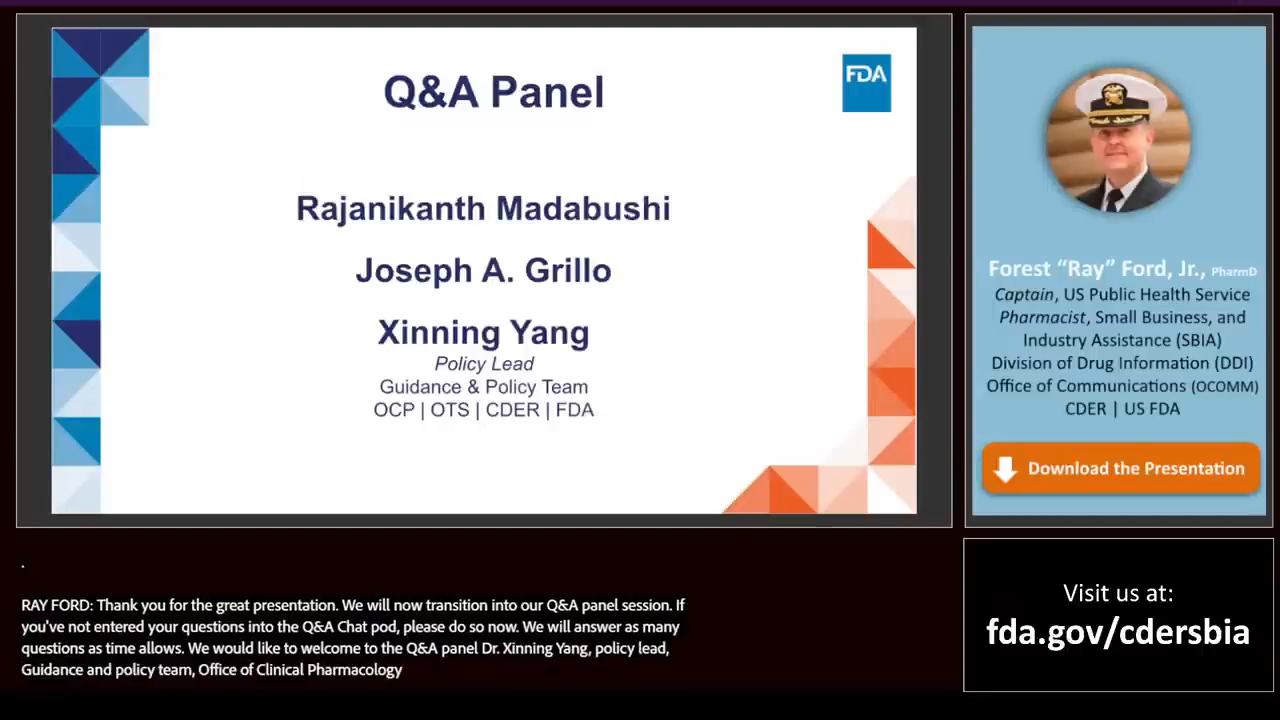 Q&A Panel
FDA
Rajanikanth Madabushi
Joseph A. Grillo
Xinning Yang
Policy Lead
Guidance & Policy Team
OCP | OTS | CDER | FDA
Forest “Ray” Ford, Jr., PharmD
Captain, US Public Health Service
Pharmacist, Small Business, and
Industry Assistance (SBIA)
Division of Drug Information (DDI)
Office of Communications (OCOMM)
CDER | US FDA
Download the Presentation
.
RAY FORD: Thank you for the great presentation. We will now transition into our Q&A panel session. If
you've not entered your questions into the Q&A Chat pod, please do so now. We will answer as many
questions as time allows. We would like to welcome to the Q&A panel Dr. Xinning Yang, policy lead,
Guidance and policy team, Office of Clinical Pharmacology
Visit us at:
fda.gov/cdersbia